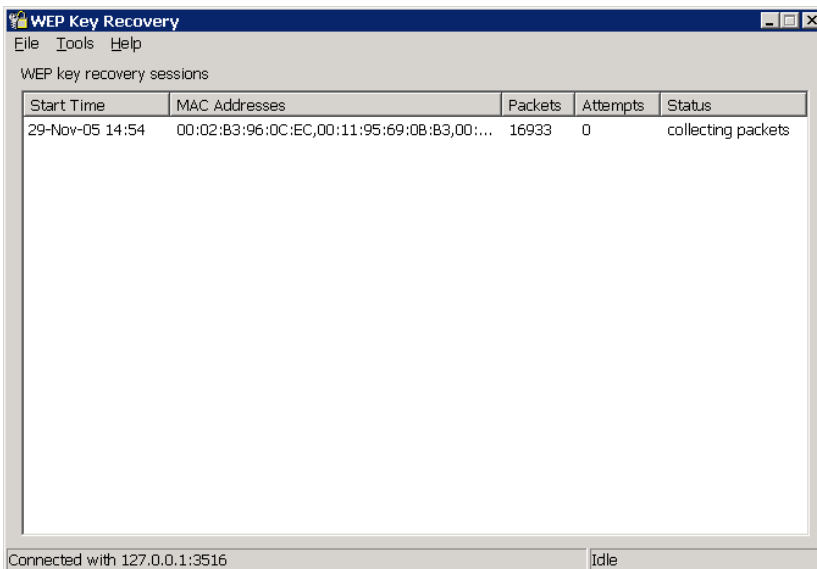 WEP Key Recovery
File Tools Help
WEP key recovery sessions
Start Time MAC Addresses Packets Attempts Status
29-Nov-05 14:54 00:02:B3:96:0C:EC,00:11:95:69:0B:B3,00:... 16933 0 collecting packets
Connected with 127.0.0.1:3516 Idle